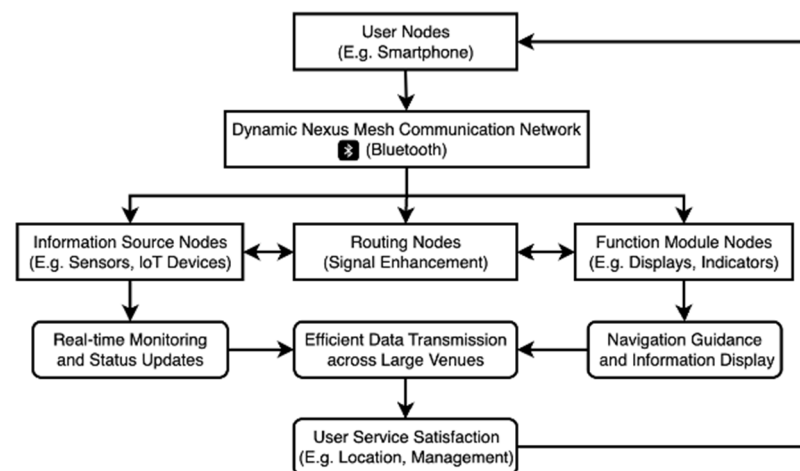 User Nodes
(E.g. Smartphone)
Dynamic Nexus Mesh Communication Network
(Bluetooth)
Information Source Nodes
(E.g. Sensors, IoT Devices)
Routing Nodes
(Signal Enhancement)
Function Module Nodes
(E.g. Displays, Indicators)
Real-time Monitoring
and Status Updates
Efficient Data Transmission
across Large Venues
Navigation Guidance
and Information Display
User Service Satisfaction
(E.g. Location, Management)